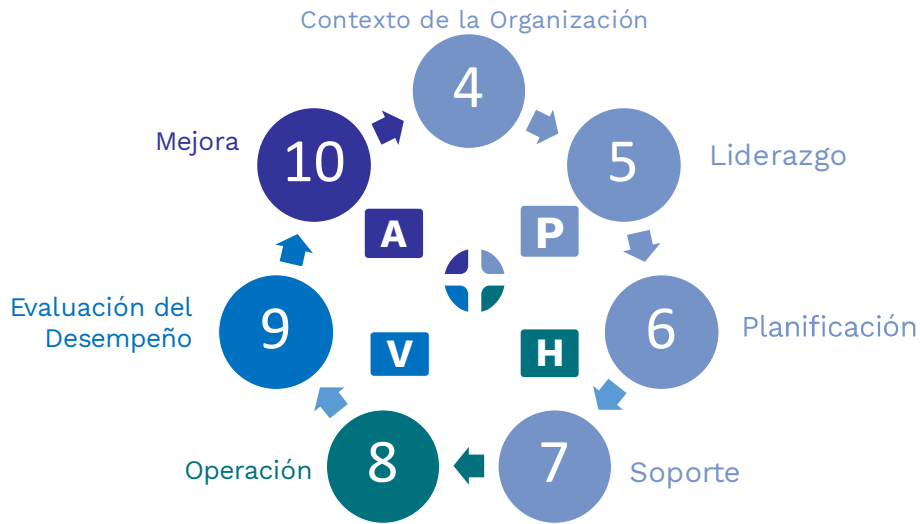 Contexto de la Organización
4
Mejora
10
5
Liderazgo
A
P
Evaluación del
Desempeño
9
6
Planificación
V
H
Operación
8
7
Soporte